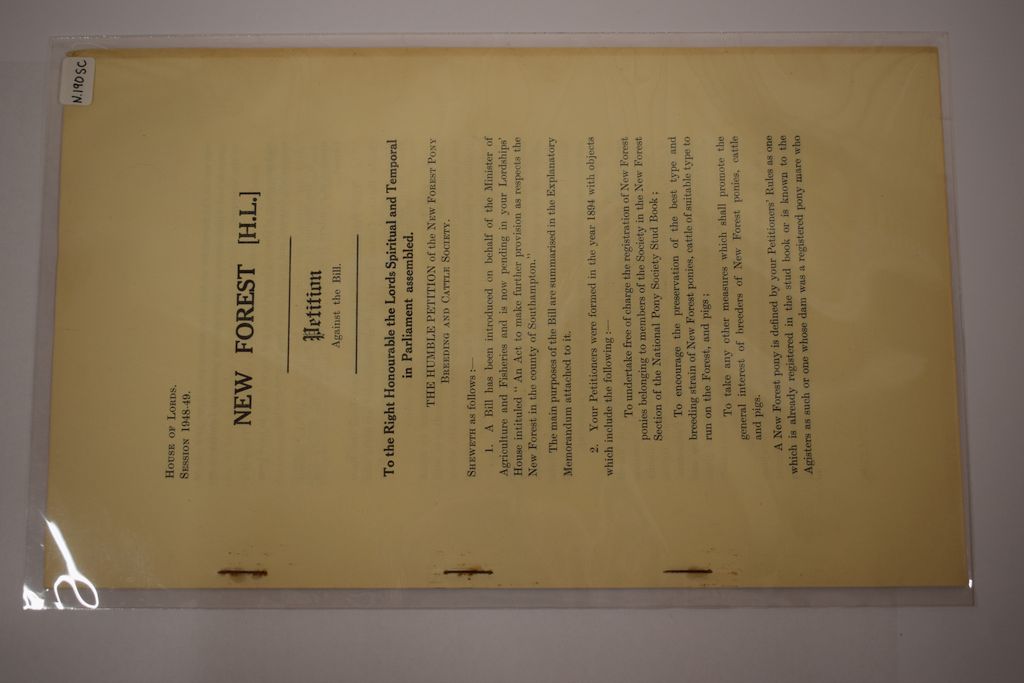 N.190SC
House of Lords.
Session 1948-49.
NEW FOREST [H.L.]
Petition
Against the Bill.
To the Right Honourable the Lords Spiritual and Temporal
in Parliament assembled.
THE HUMBLE PETITION of the New Forest Pony
Breeding and Cattle Society.
Sheweth as follows :—
1. A Bill has been introduced on behalf of the Minister of
Agriculture and Fisheries and is now pending in your Lordships'
House intituled “ An Act to make further provision as respects the
New Forest in the county of Southampton.”
The main purposes of the Bill are summarised in the Explanatory
Memorandum attached to it.
2. Your Petitioners were formed in the year 1894 with objects
which include the following :—
To undertake free of charge the registration of New Forest
ponies belonging to members of the Society in the New Forest
Section of the National Pony Society Stud Book ;
To encourage the preservation of the best type and
breeding strain of New Forest ponies, cattle of suitable type to
run on the Forest, and pigs ;
To take any other measures which shall promote the
general interest of breeders of New Forest ponies, cattle
and pigs.
A New Forest pony is defined by your Petitioners' Rules as one
which is already registered in the stud book or is known to the
Agisters as such or one whose dam was a registered pony mare who